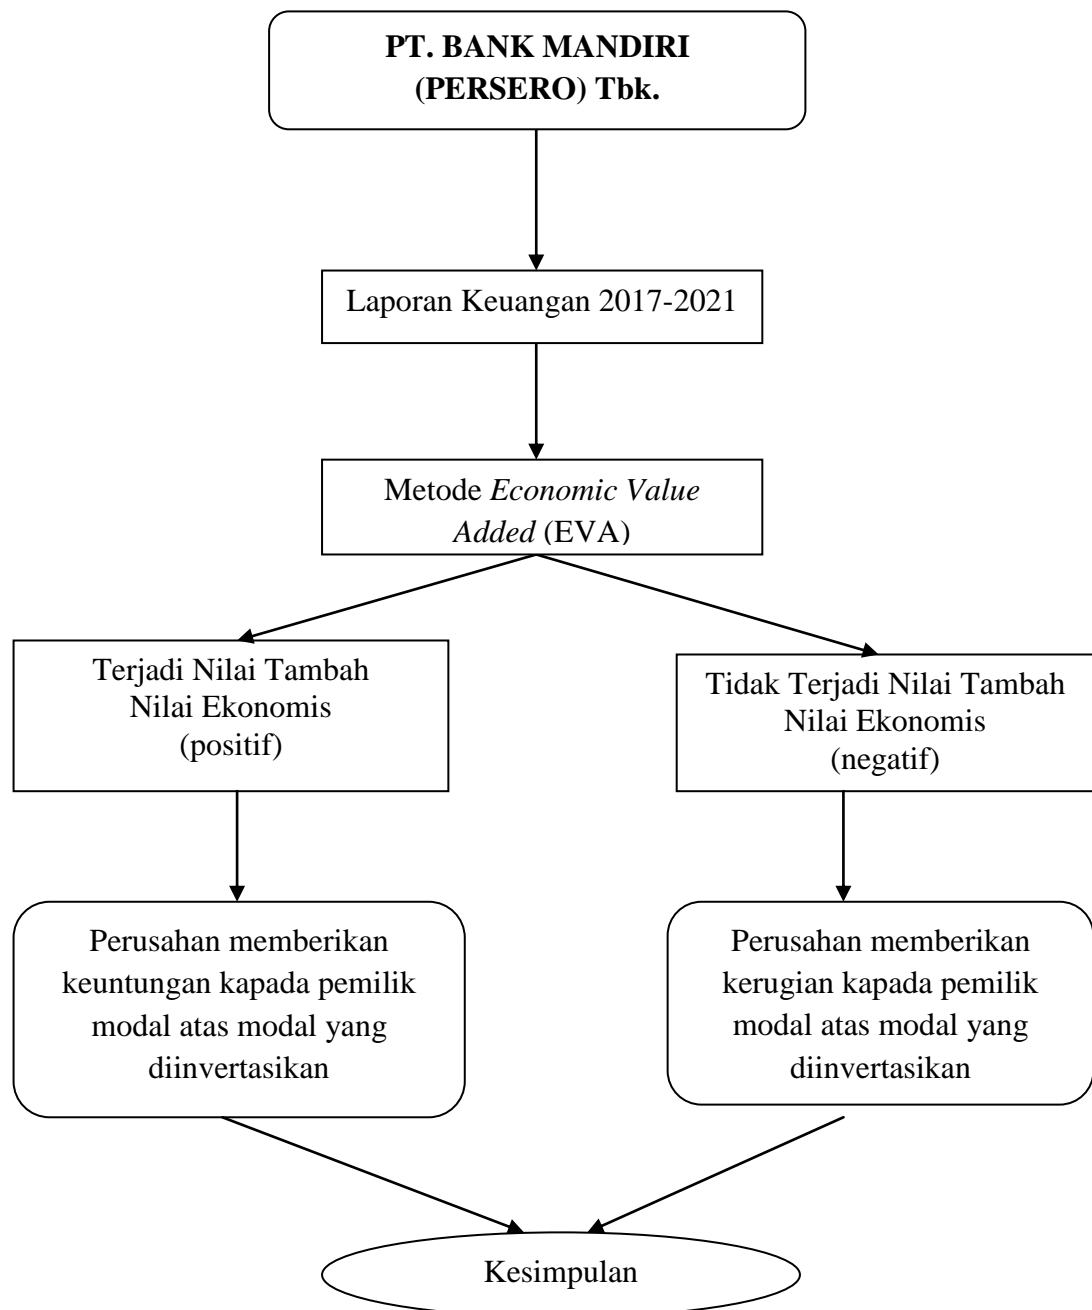 PT. BANK MANDIRI
(PERSERO) Tbk.
Laporan Keuangan 2017-2021
Metode Economic Value
Added (EVA)
Terjadi Nilai Tambah
Nilai Ekonomis
(positif)
Tidak Terjadi Nilai Tambah
Nilai Ekonomis
(negatif)
Perusahan memberikan
keuntungan kapada pemilik
modal atas modal yang
diinvertasikan
Perusahan memberikan
kerugian kapada pemilik
modal atas modal yang
diinvertasikan
Kesimpulan